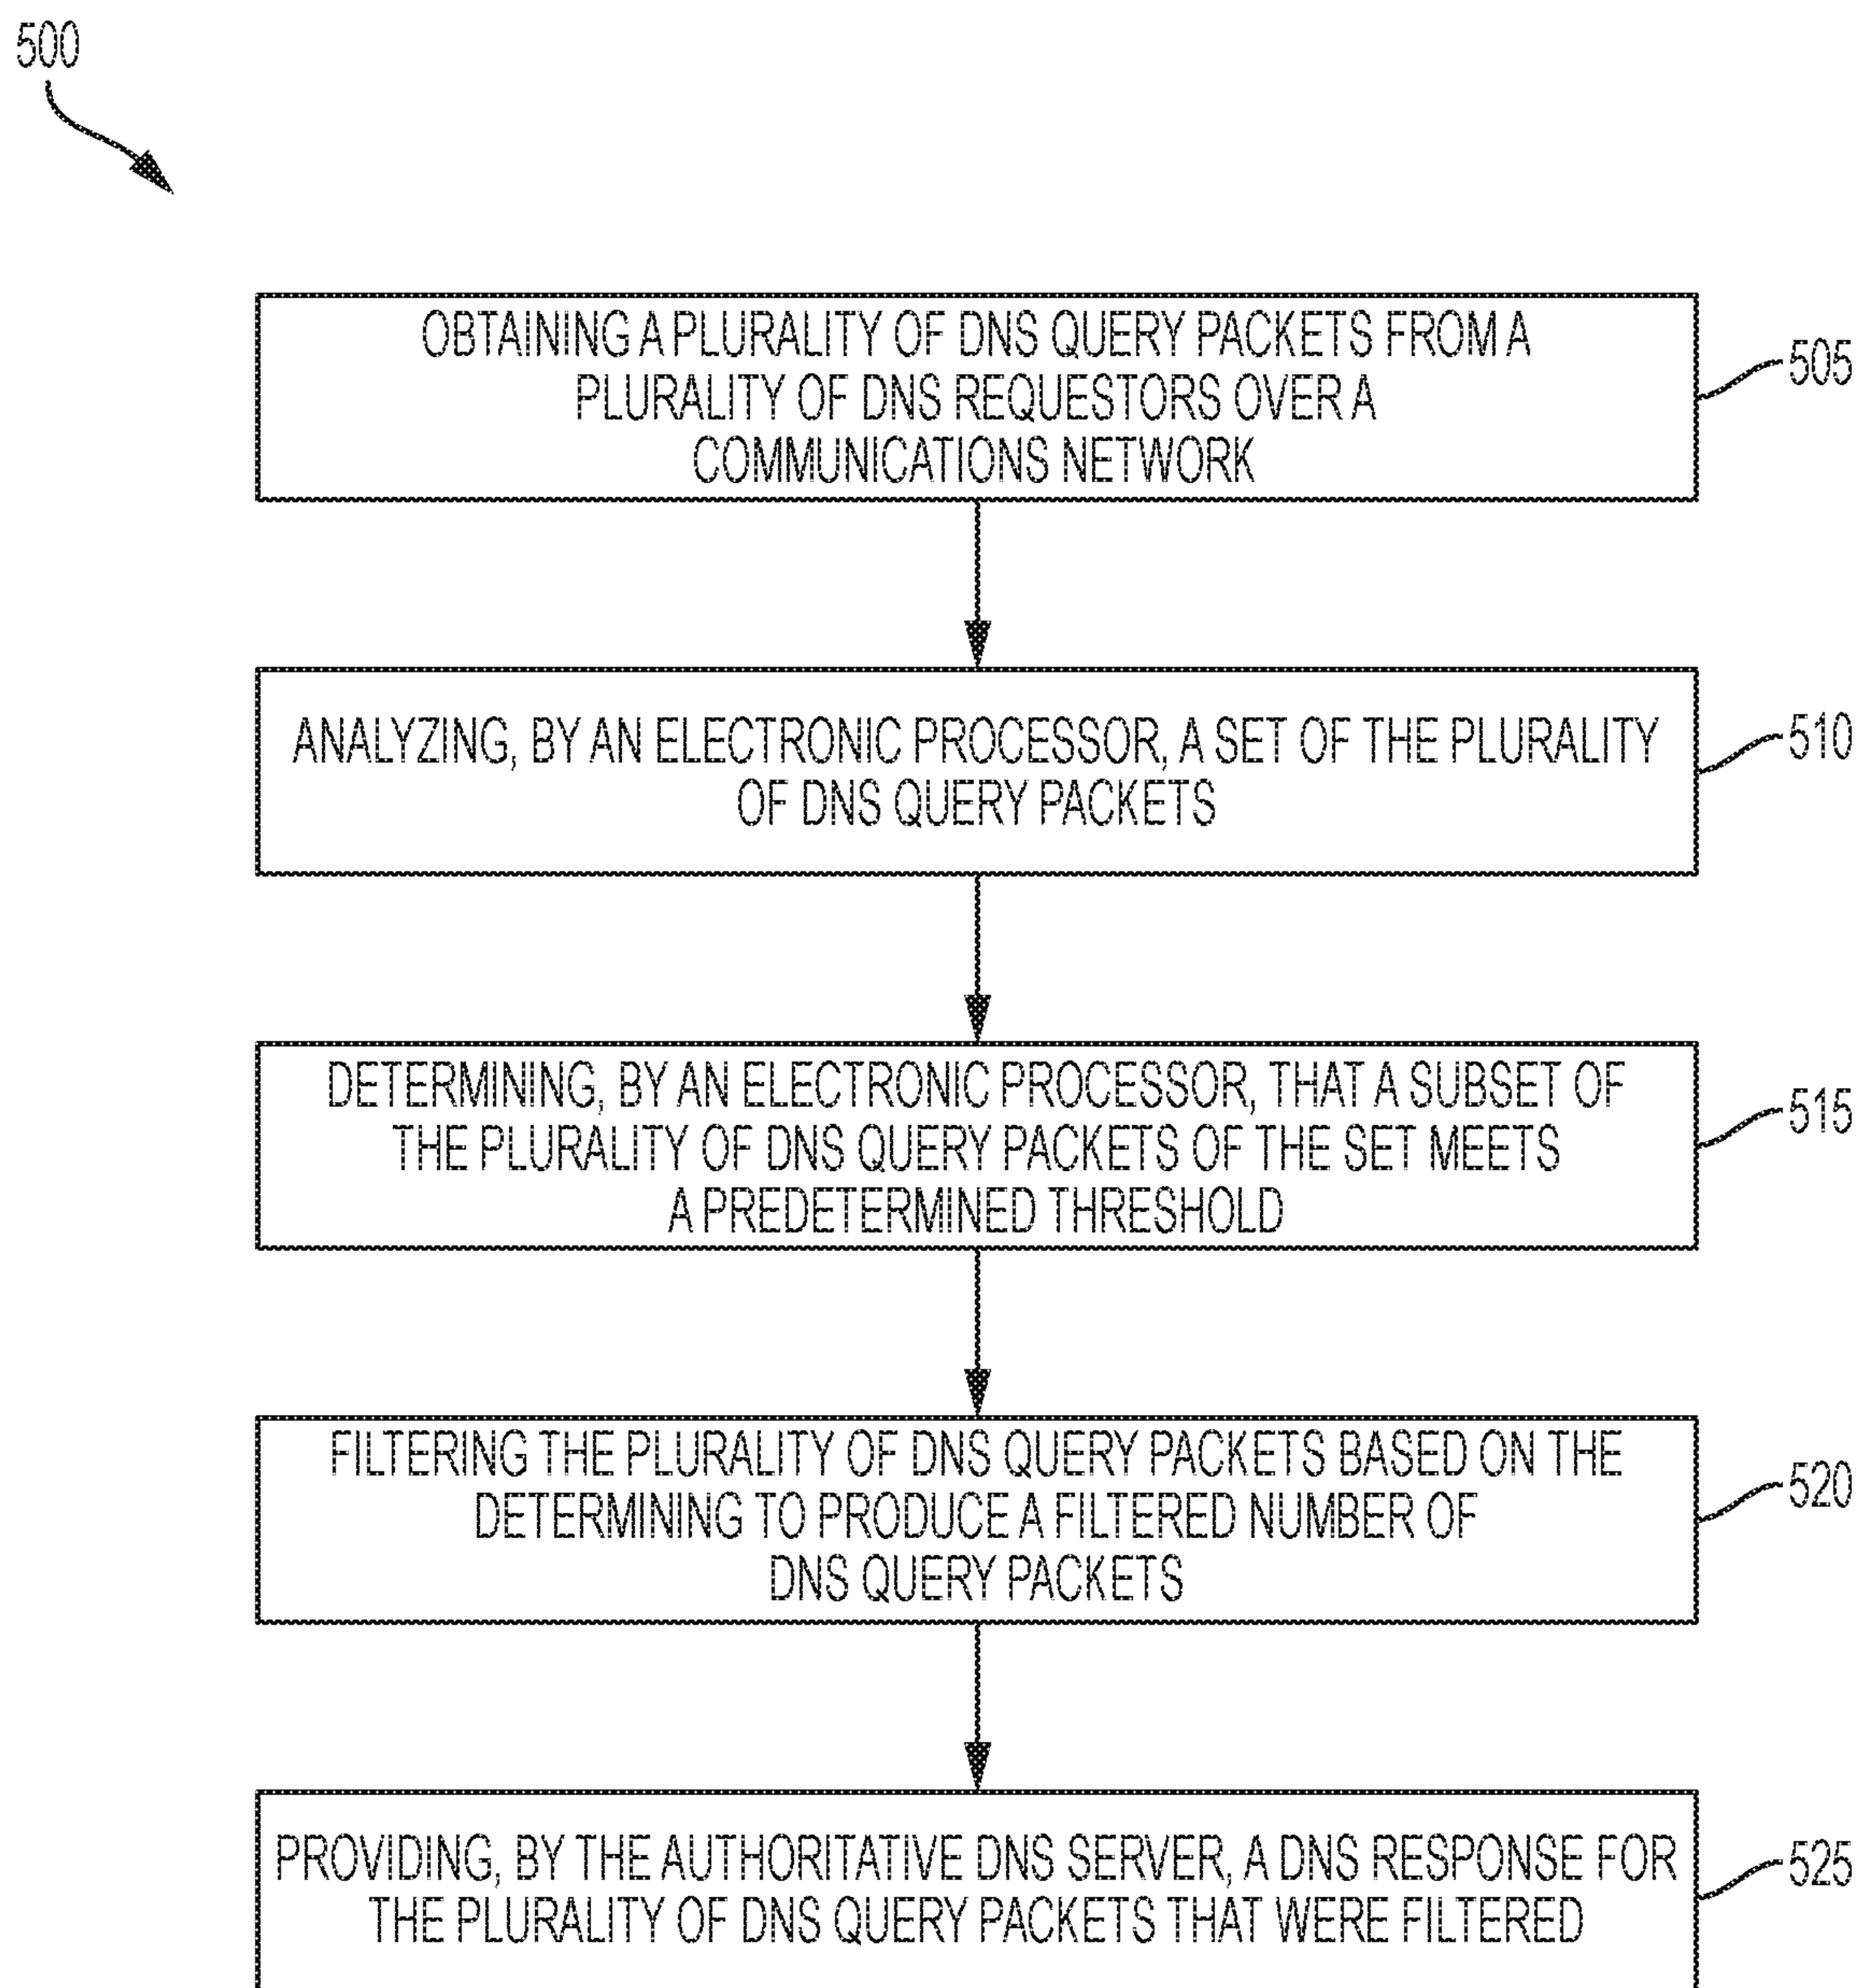 500
OBTAINING A PLURALITY OF DNS QUERY PACKETS FROM A
PLURALITY OF DNS REQUESTORS OVER A
COMMUNICATIONS NETWORK
505
ANALYZING, BY AN ELECTRONIC PROCESSOR, A SET OF THE PLURALITY
OF DNS QUERY PACKETS
510
DETERMINING, BY AN ELECTRONIC PROCESSOR, THAT A SUBSET OF
THE PLURALITY OF DNS QUERY PACKETS OF THE SET MEETS
A PREDETERMINED THRESHOLD
515
FILTERING THE PLURALITY OF DNS QUERY PACKETS BASED ON THE
DETERMINING TO PRODUCE A FILTERED NUMBER OF
DNS QUERY PACKETS
520
PROVIDING, BY THE AUTHORITATIVE DNS SERVER, A DNS RESPONSE FOR
THE PLURALITY OF DNS QUERY PACKETS THAT WERE FILTERED
525